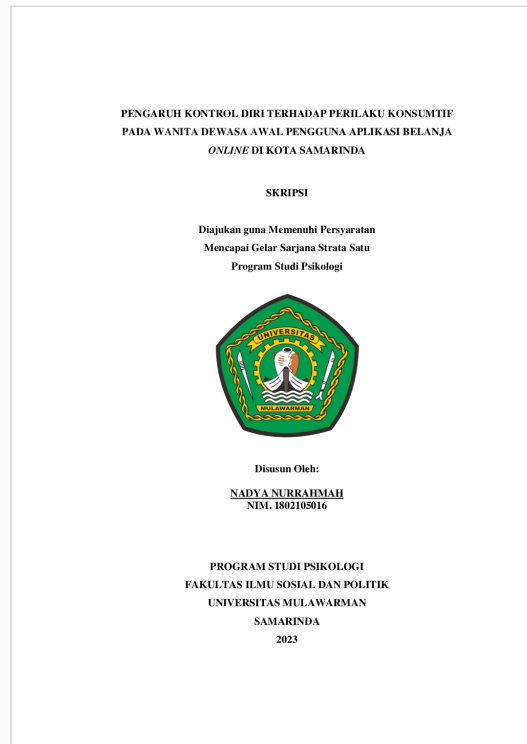 PENGARUH KONTROL DIRI TERHADAP PERILAKU KONSUMTIF
PADA WANITA DEWASA AWAL PENGGUNA APLIKASI BELANJA
ONLINE DI KOTA SAMARINDA
SKRIPSI
Diajukan guna Memenuhi Persyaratan
Mencapai Gelar Sarjana Strata Satu
Program Studi Psikologi
UNIVERSITAS
MULAWARMAN
Disusun Oleh:
NADYA NURRAHMAH
NIM. 1802105016
PROGRAM STUDI PSIKOLOGI
FAKULTAS ILMU SOSIAL DAN POLITIK
UNIVERSITAS MULAWARMAN
SAMARINDA
2023